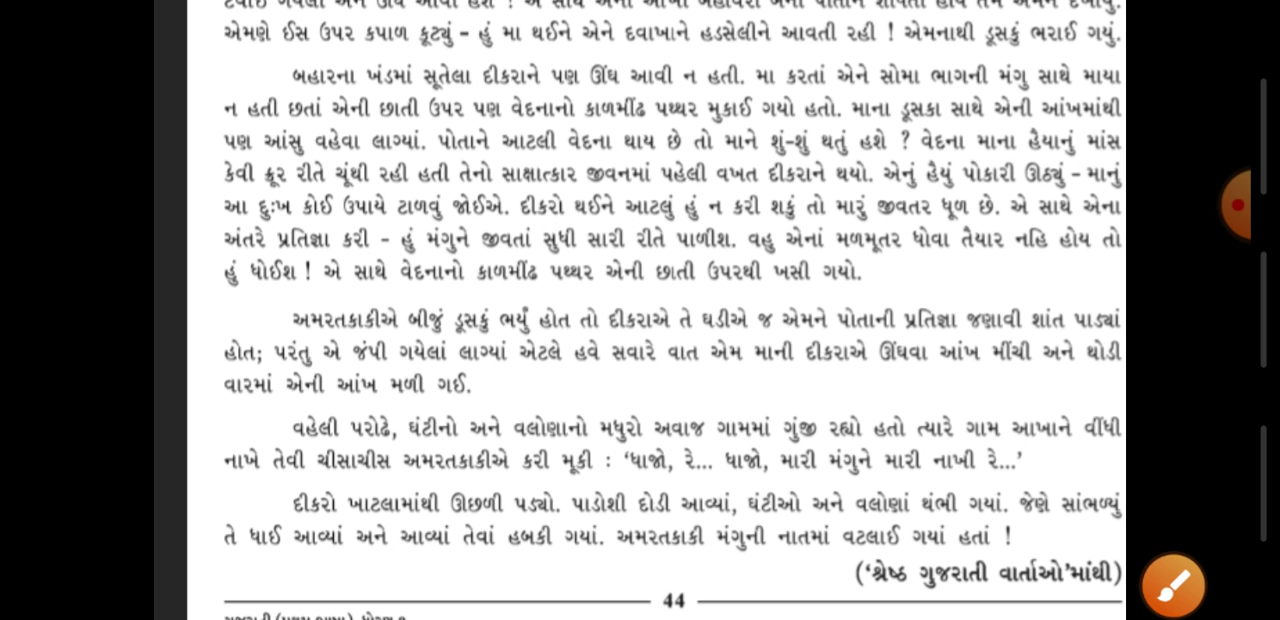 એમણે ઈસ ઉપર કપાળ કૂટ્યું – હું મા થઈને એને દવાખાને હડસેલીને આવતી રહી ! એમનાથી ડૂસકું ભરાઈ ગયું.
બહારના ખંડમાં સૂતેલા દીકરાને પણ ઊંઘ આવી ન હતી. મા કરતાં એને સોમા ભાગની મંગુ સાથે માયા
ન હતી છતાં એની છાતી ઉપર પણ વેદનાનો કાળમીંઢ પથ્થર મુકાઈ ગયો હતો. માના ડૂસકા સાથે એની આંખમાંથી
પણ આંસુ વહેવા લાગ્યાં. પોતાને આટલી વેદના થાય છે તો માને શું-શું થતું હશે ? વેદના માના હૈયાનું માંસ
કેવી ક્રૂર રીતે ચૂંથી રહી હતી તેનો સાક્ષાત્કાર જીવનમાં પહેલી વખત દીકરાને થયો. એનું હૈયું પોકારી ઊઠ્યું – માનું
આ દુઃખ કોઈ ઉપાયે ટાળવું જોઈએ. દીકરો થઈને આટલું હું ન કરી શકું તો મારું જીવતર ધૂળ છે. એ સાથે એના
અંતરે પ્રતિજ્ઞા કરી – હું મંગુને જીવતાં સુધી સારી રીતે પાળીશ. વહુ એનાં મળમૂતર ધોવા તૈયાર નહિ હોય તો
હું ધોઈશ ! એ સાથે વેદનાનો કાળમીંઢ પથ્થર એની છાતી ઉપરથી ખસી ગયો.
અમરતકાકીએ બીજું ડૂસકું ભર્યું હોત તો દીકરાએ તે ઘડીએ જ એમને પોતાની પ્રતિજ્ઞા જણાવી શાંત પાડ્યાં
હોત; પરંતુ એ જંપી ગયેલાં લાગ્યાં એટલે હવે સવારે વાત એમ માની દીકરાએ ઊંઘવા આંખ મીંચી અને થોડી
વારમાં એની આંખ મળી ગઈ.
વહેલી પરોઢે, ઘંટીનો અને વલોણાનો મધુરો અવાજ ગામમાં ગુંજી રહ્યો હતો ત્યારે ગામ આખાને વીંધી
નાખે તેવી ચીસાચીસ અમરતકાકીએ કરી મૂકી : ‘ધાજો, રે... ધાજો, મારી મંગુને મારી નાખી રે...’
દીકરો ખાટલામાંથી ઊછળી પડ્યો. પાડોશી દોડી આવ્યાં, ઘંટીઓ અને વલોણાં થંભી ગયાં. જેણે સાંભળ્યું
તે ધાઈ આવ્યાં અને આવ્યાં તેવાં હબકી ગયાં. અમરતકાકી મંગુની નાતમાં વટલાઈ ગયાં હતાં !
(‘શ્રેષ્ઠ ગુજરાતી વાર્તાઓ’માંથી)
44